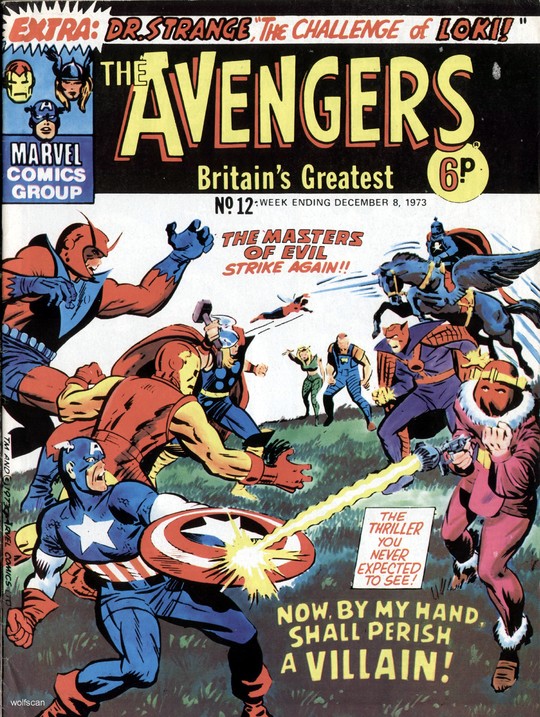 EXTRA: DR. STRANGE, "THE CHALLENGE of LOKI!"
THE
AVENGERS
A
MARVEL
COMICS
GROUP
Britain's Greatest
6P
Nº 12 WEEK ENDING DECEMBER 8, 1973
THE MASTERS
OF EVIL
STRIKE AGAIN!!
A
THE
THRILLER
YOU
NEVER
EXPECTED
TO SEE!
NOW, BY MY HAND,
SHALL PERISH
A VILLAIN!
wolfscan